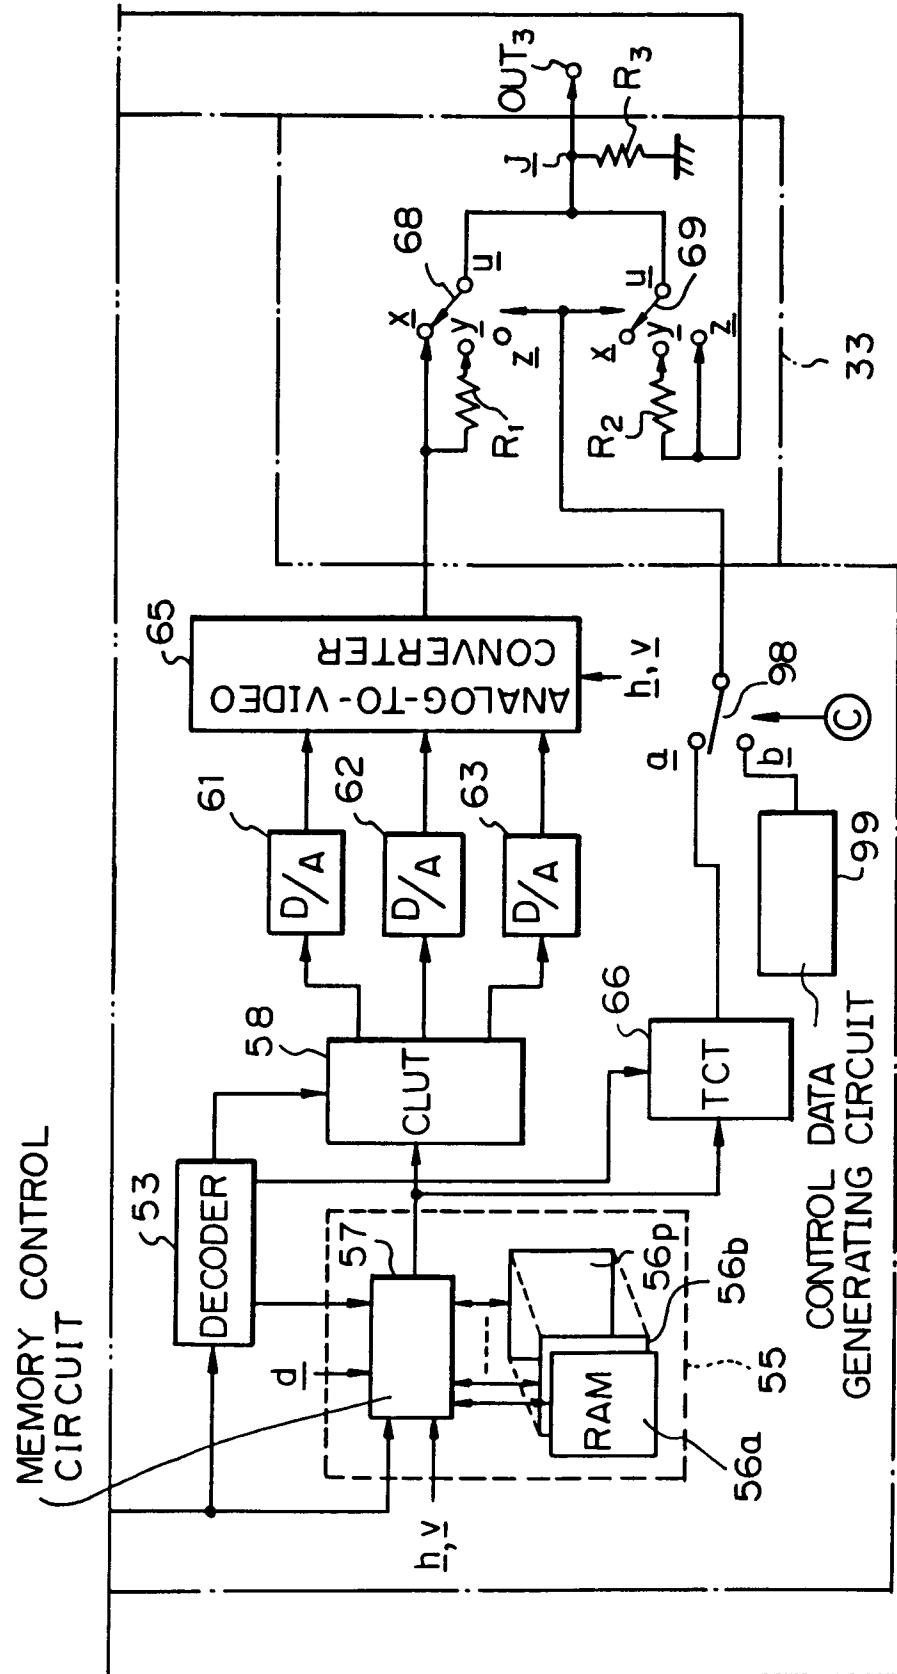 MEMORY CONTROL
CIRCUIT
53
DECODER
d
57
h,v
RAM
56a
56b
56p
55
58
CLUT
66
TCT
61
D/A
62
D/A
63
D/A
65
ANALOG-TO-VIDEO
CONVERTER
h,v
CONTROL DATA
GENERATING CIRCUIT
99
a
b
98
C
R1
x
y
z
u
68
R2
x
y
z
u
69
J
R3
OUT3
33